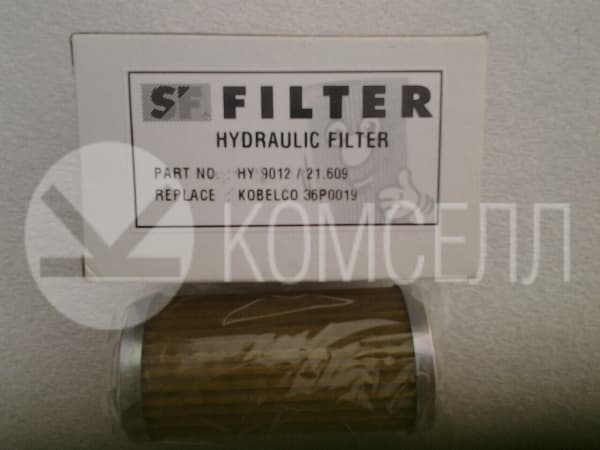 SF FILTER
HYDRAULIC FILTER
PART NO. : HY 9012 / 21.609
REPLACE : KOBELCO 36P0019
КОМСЕЛЛ